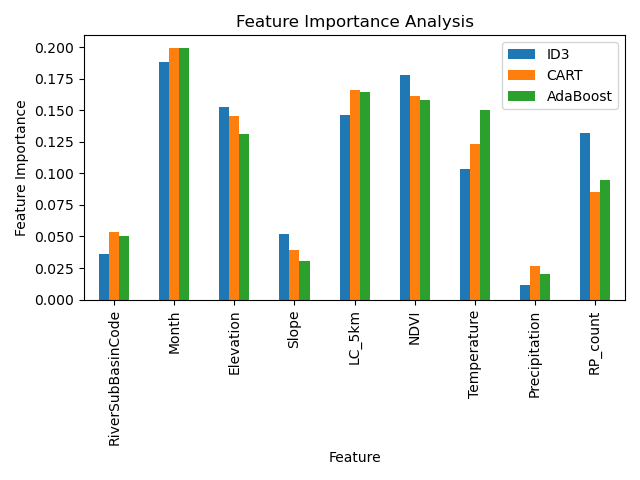 Feature Importance Analysis
ID3
CART
AdaBoost
Feature Importance
0.200
0.175
0.150
0.125
0.100
0.075
0.050
0.025
0.000
RiverSubBasinCode
Month
Elevation
Slope
LC_5km
NDVI
Temperature
Precipitation
RP_count
Feature